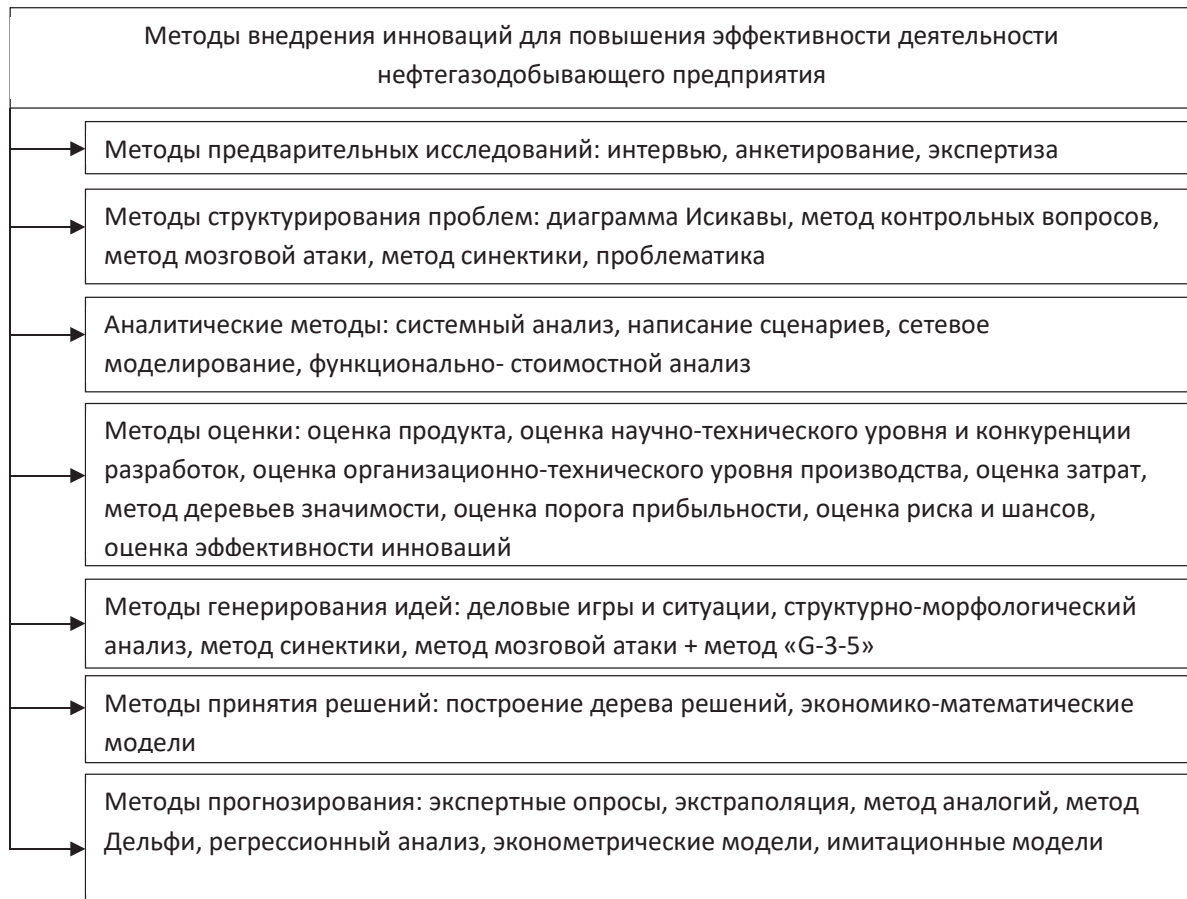 Методы внедрения инноваций для повышения эффективности деятельности
нефтегазодобывающего предприятия
Методы предварительных исследований: интервью, анкетирование, экспертиза
Методы структурирования проблем: диаграмма Исикавы, метод контрольных вопросов,
метод мозговой атаки, метод синектики, проблематика
Аналитические методы: системный анализ, написание сценариев, сетевое
моделирование, функционально- стоимостной анализ
Методы оценки: оценка продукта, оценка научно-технического уровня и конкуренции
разработок, оценка организационно-технического уровня производства, оценка затрат,
метод деревьев значимости, оценка порога прибыльности, оценка риска и шансов,
оценка эффективности инноваций
Методы генерирования идей: деловые игры и ситуации, структурно-морфологический
анализ, метод синектики, метод мозговой атаки + метод «G-3-5»
Методы принятия решений: построение дерева решений, экономико-математические
модели
Методы прогнозирования: экспертные опросы, экстраполяция, метод аналогий, метод
Дельфи, регрессионный анализ, эконометрические модели, имитационные модели